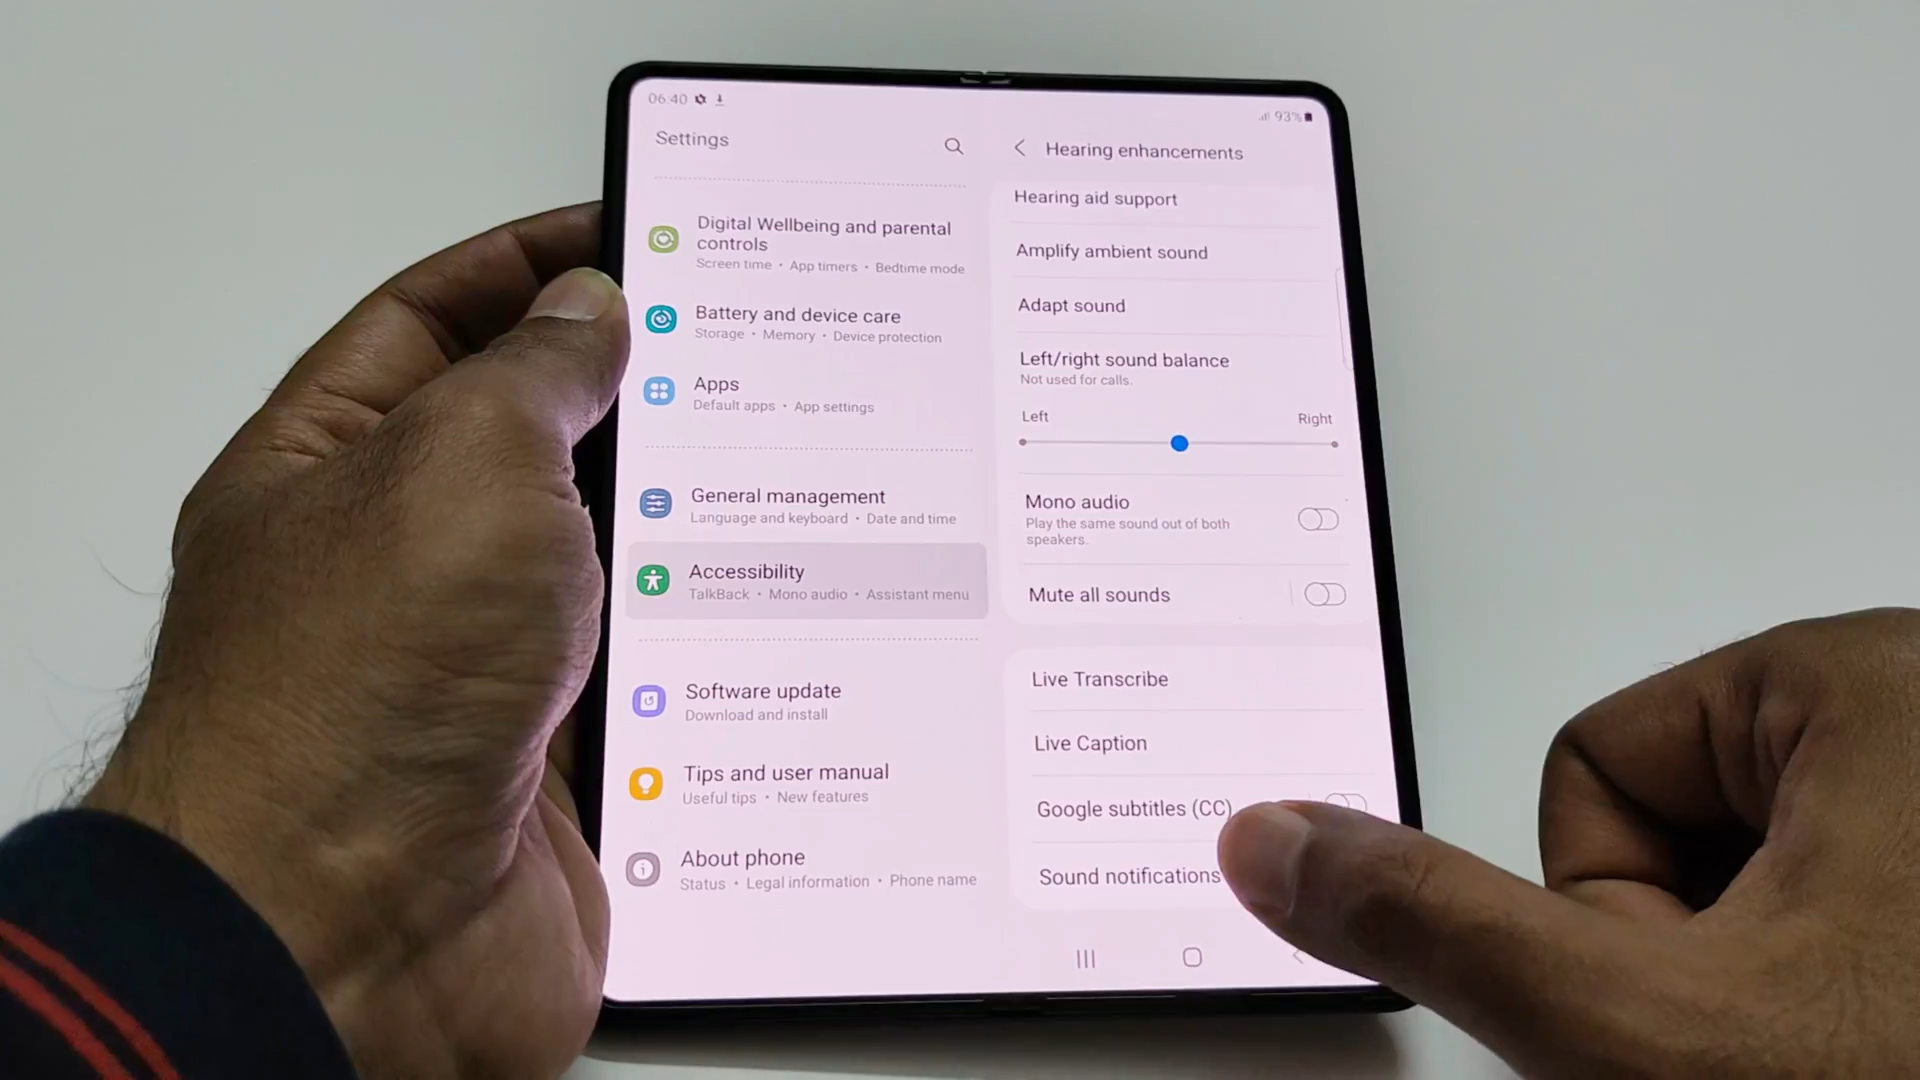 06:40
93%
Settings
Digital Wellbeing and parental
controls
Screen time • App timers • Bedtime mode
Battery and device care
Storage • Memory • Device protection
Apps
Default apps • App settings
General management
Language and keyboard • Date and time
Accessibility
TalkBack • Mono audio • Assistant menu
Software update
Download and install
Tips and user manual
Useful tips • New features
About phone
Status • Legal information • Phone name
Hearing enhancements
Hearing aid support
Amplify ambient sound
Adapt sound
Left/right sound balance
Not used for calls.
Left
Right
Mono audio
Play the same sound out of both
speakers.
Mute all sounds
Live Transcribe
Live Caption
Google subtitles (CC)
Sound notifications